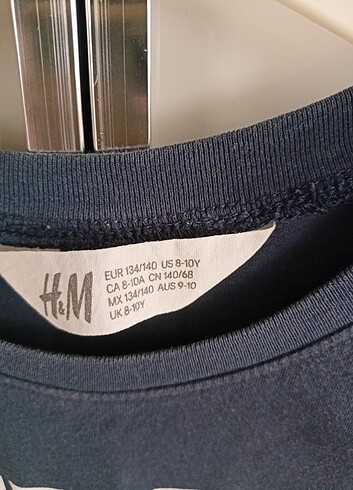 H&M
EUR 134/140 US 8-10Y
CA 8-10A CN 140/68
MX 134/140 AUS 9-10
UK 8-10Y